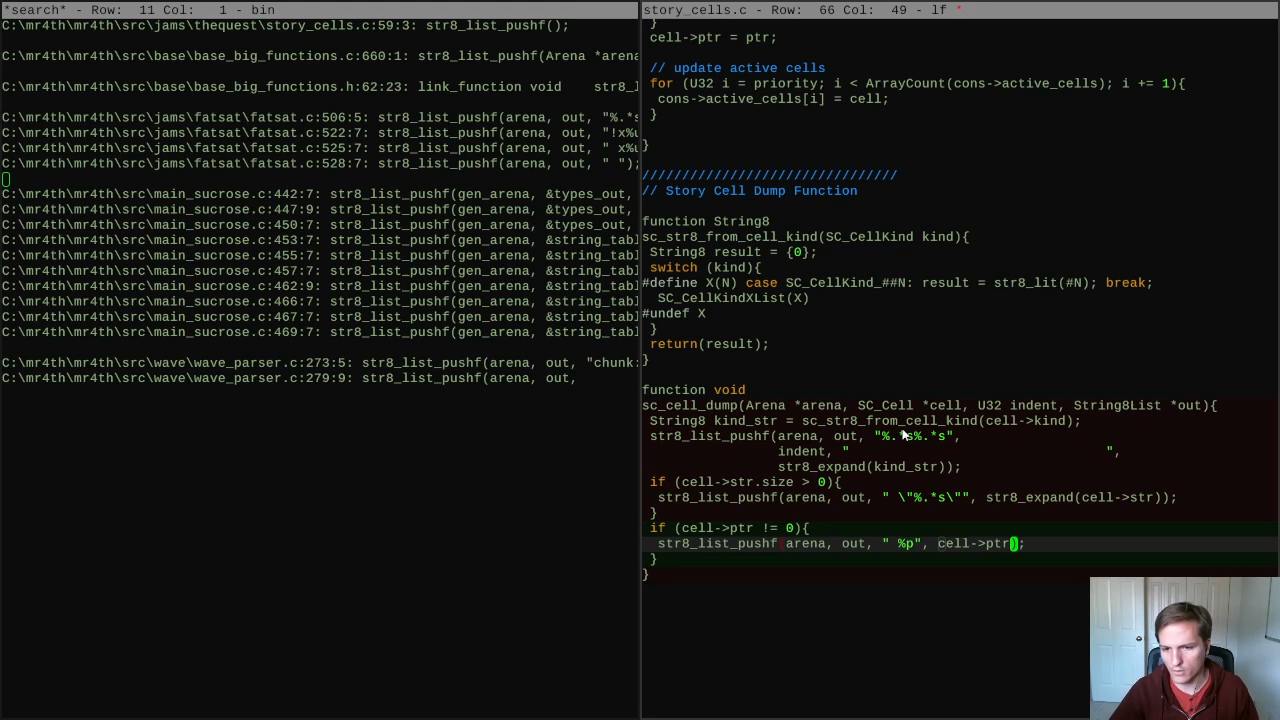 *search* - Row:  11 Col:   1 - bin
C:\mr4th\mr4th\src\jams\thequest\story_cells.c:59:3: str8_list_pushf();
C:\mr4th\mr4th\src\base\base_big_functions.c:660:1: str8_list_pushf(Arena *arena
C:\mr4th\mr4th\src\base\base_big_functions.h:62:23: link_function void    str8_l
C:\mr4th\mr4th\src\jams\fatsat\fatsat.c:506:5: str8_list_pushf(arena, out, "%.*s
C:\mr4th\mr4th\src\jams\fatsat\fatsat.c:522:7: str8_list_pushf(arena, out, "!x%u
C:\mr4th\mr4th\src\jams\fatsat\fatsat.c:525:7: str8_list_pushf(arena, out, " x%u
C:\mr4th\mr4th\src\jams\fatsat\fatsat.c:528:7: str8_list_pushf(arena, out, " ");
C:\mr4th\mr4th\src\main_sucrose.c:442:7: str8_list_pushf(gen_arena, &types_out,
C:\mr4th\mr4th\src\main_sucrose.c:447:9: str8_list_pushf(gen_arena, &types_out,
C:\mr4th\mr4th\src\main_sucrose.c:450:7: str8_list_pushf(gen_arena, &types_out,
C:\mr4th\mr4th\src\main_sucrose.c:453:7: str8_list_pushf(gen_arena, &string_tabl
C:\mr4th\mr4th\src\main_sucrose.c:455:7: str8_list_pushf(gen_arena, &string_tabl
C:\mr4th\mr4th\src\main_sucrose.c:457:7: str8_list_pushf(gen_arena, &string_tabl
C:\mr4th\mr4th\src\main_sucrose.c:462:9: str8_list_pushf(gen_arena, &string_tabl
C:\mr4th\mr4th\src\main_sucrose.c:466:7: str8_list_pushf(gen_arena, &string_tabl
C:\mr4th\mr4th\src\main_sucrose.c:467:7: str8_list_pushf(gen_arena, &string_tabl
C:\mr4th\mr4th\src\main_sucrose.c:469:7: str8_list_pushf(gen_arena, &string_tabl
C:\mr4th\mr4th\src\wave\wave_parser.c:273:5: str8_list_pushf(arena, out, "chunk:
C:\mr4th\mr4th\src\wave\wave_parser.c:279:9: str8_list_pushf(arena, out,
story_cells.c - Row:  66 Col:  49 - lf *
 }
 cell->ptr = ptr;
 // update active cells
 for (U32 i = priority; i < ArrayCount(cons->active_cells); i += 1){
  cons->active_cells[i] = cell;
 }
}
////////////////////////////////
// Story Cell Dump Function
function String8
sc_str8_from_cell_kind(SC_CellKind kind){
 String8 result = {0};
 switch (kind){
#define X(N) case SC_CellKind_##N: result = str8_lit(#N); break;
  SC_CellKindXList(X)
#undef X
 }
 return(result);
}
function void
sc_cell_dump(Arena *arena, SC_Cell *cell, U32 indent, String8List *out){
 String8 kind_str = sc_str8_from_cell_kind(cell->kind);
 str8_list_pushf(arena, out, "%.*s%.*s",
                 indent, "                                ",
                 str8_expand(kind_str));
 if (cell->str.size > 0){
  str8_list_pushf(arena, out, " \"%.*s\"", str8_expand(cell->str));
 }
 if (cell->ptr != 0){
  str8_list_pushf(arena, out, " %p", cell->ptr);
 }
}